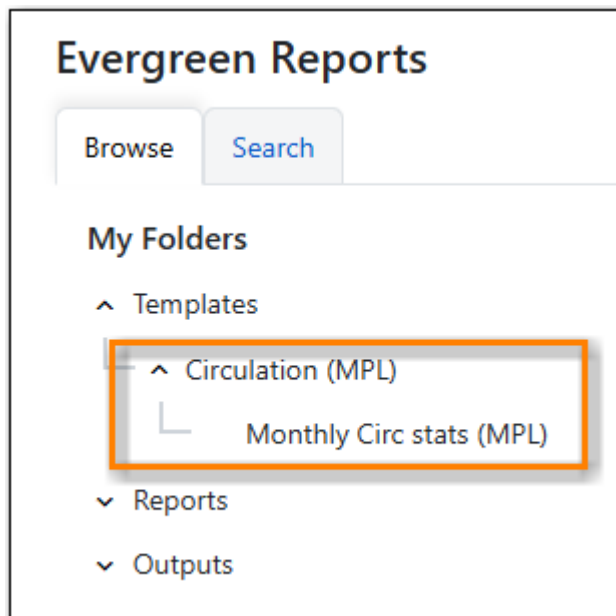 Evergreen Reports
Browse Search
My Folders
Templates
Circulation (MPL)
Monthly Circ stats (MPL)
Reports
Outputs